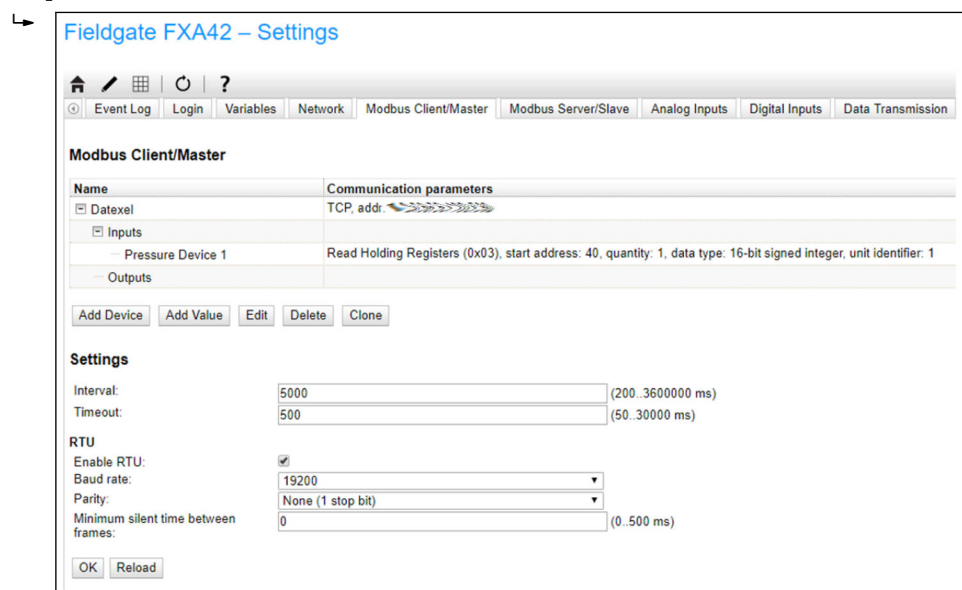 Fieldgate FXA42 – Settings
?
Event Log Login Variables Network Modbus Client/Master Modbus Server/Slave Analog Inputs Digital Inputs Data Transmission
Modbus Client/Master
Name Communication parameters
Datexel TCP, addr.
Inputs
Pressure Device 1 Read Holding Registers (0x03), start address: 40, quantity: 1, data type: 16-bit signed integer, unit identifier: 1
Outputs
Add Device Add Value Edit Delete Clone
Settings
Interval: 5000 (200..3600000 ms)
Timeout: 500 (50..30000 ms)
RTU
Enable RTU:
Baud rate: 19200
Parity: None (1 stop bit)
Minimum silent time between
frames: 0 (0..500 ms)
OK Reload